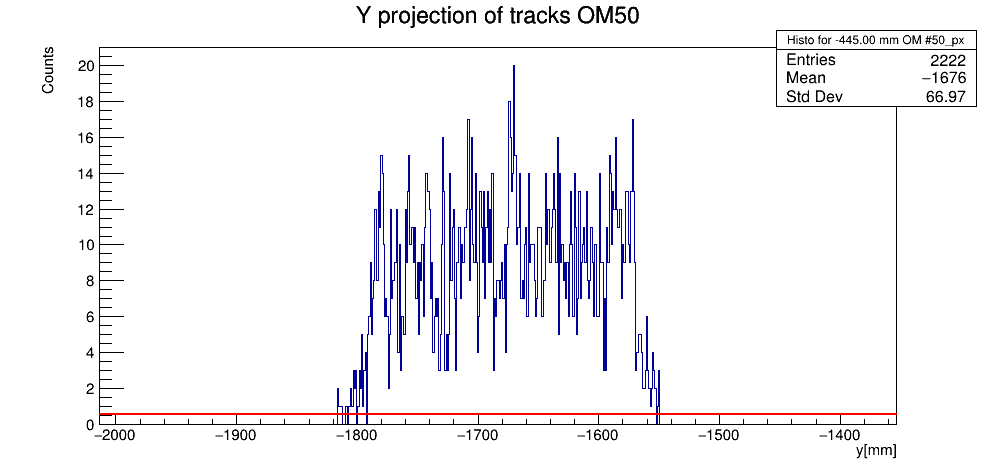 Y projection of tracks OM50
Histo for -445.00 mm OM #50_px
Entries 2222
Mean −1676
Std Dev 66.97
Counts
20
18
16
14
12
10
8
6
4
2
0
−2000 −1900 −1800 −1700 −1600 −1500 −1400
y[mm]